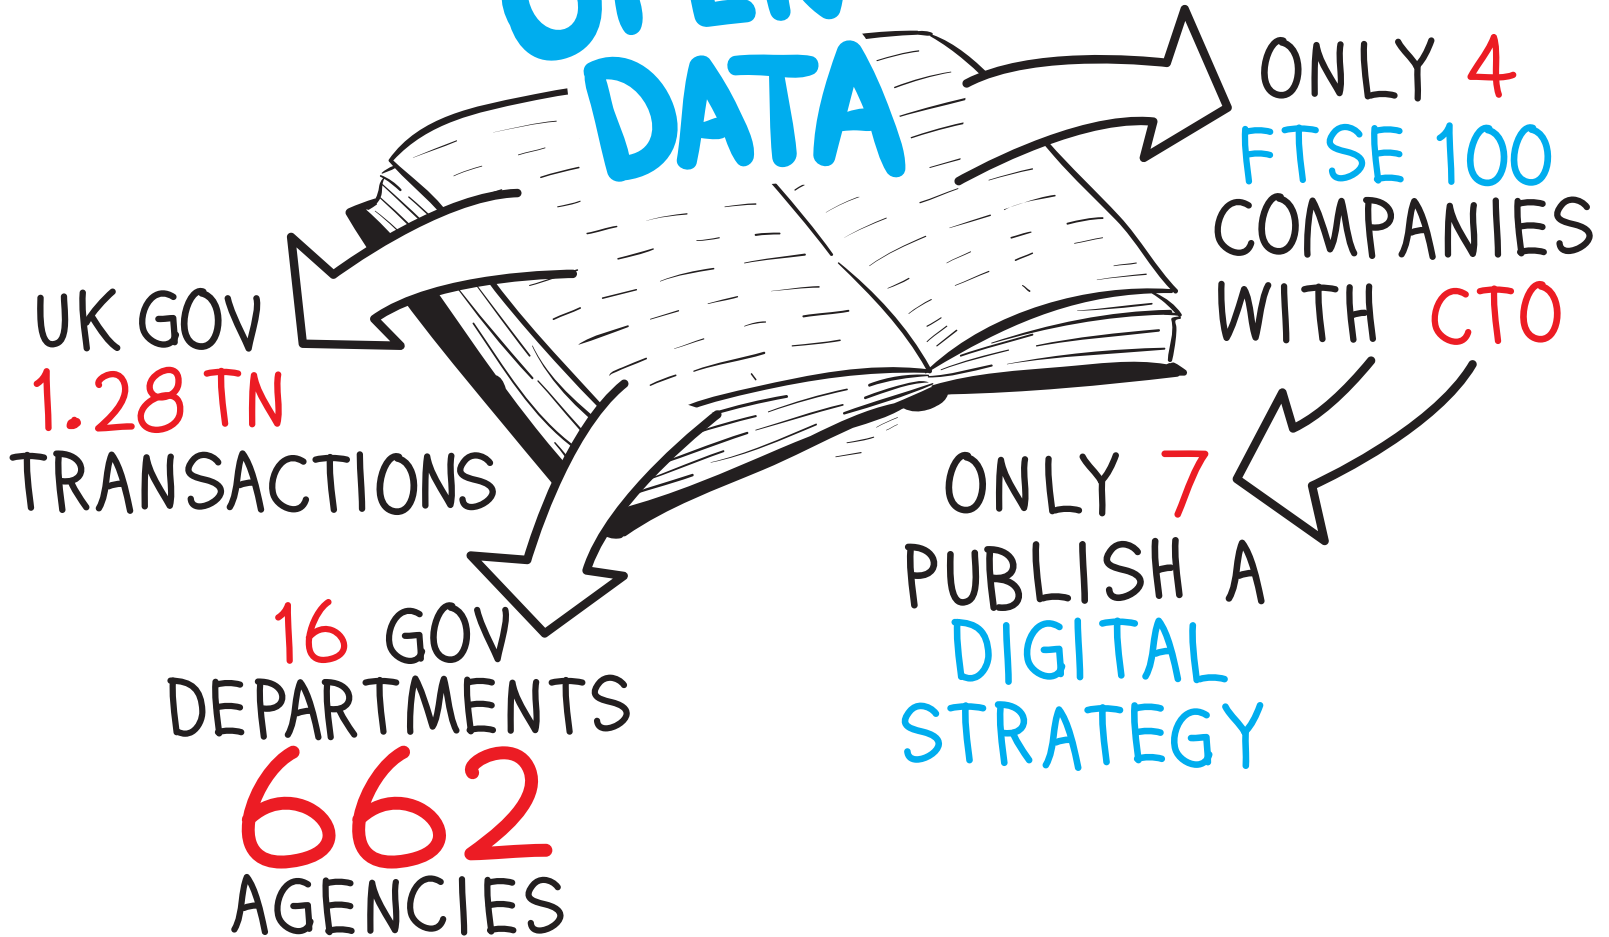 OPEN
DATA
ONLY 4
FTSE 100
COMPANIES
WITH CTO
UK GOV
1.28 TN
TRANSACTIONS
ONLY 7
PUBLISH A
DIGITAL
STRATEGY
16 GOV
DEPARTMENTS
662
AGENCIES